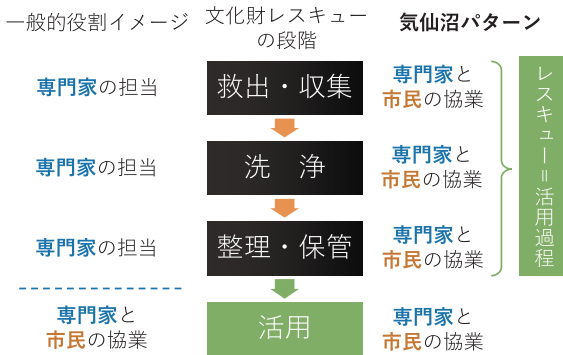 一般的役割イメージ
文化財レスキュー
の段階
気仙沼パターン
専門家の担当
救出・収集
専門家と
市民の協業
専門家の担当
洗　浄
専門家と
市民の協業
専門家の担当
整理・保管
専門家と
市民の協業
専門家と
市民の協業
活用
専門家と
市民の協業
レスキュー＝活用過程